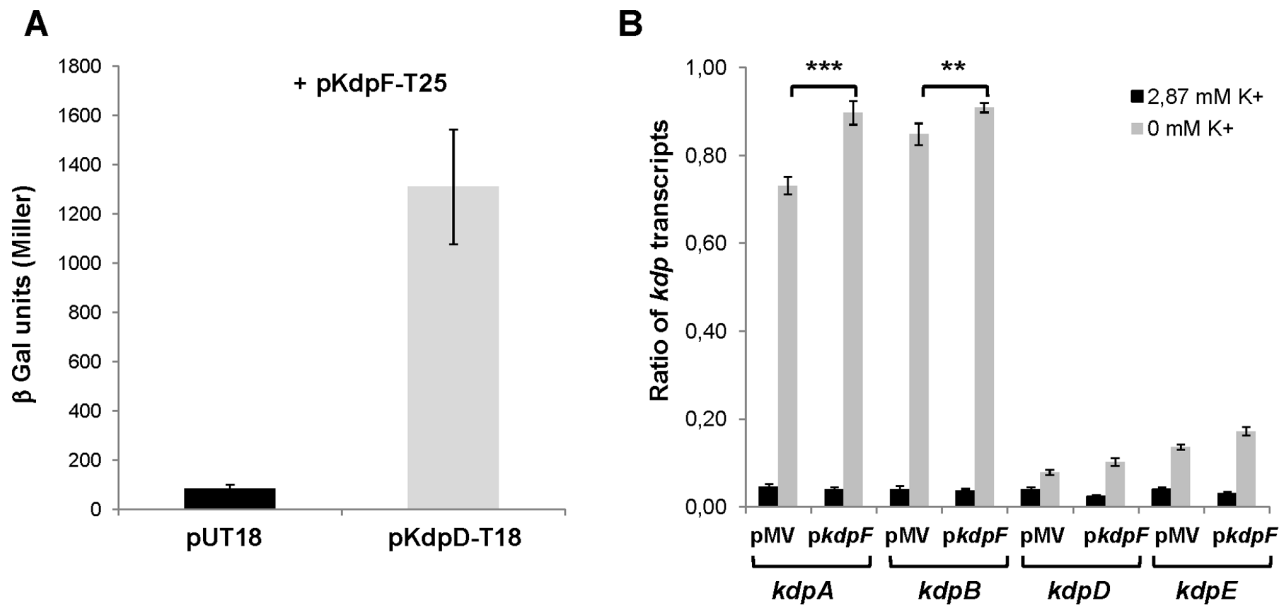 A
+ pKdpF-T25
β Gal units (Miller)
1800
1600
1400
1200
1000
800
600
400
200
0
pUT18
pKdpD-T18
B
Ratio of kdp transcripts
1,00
0,80
0,60
0,40
0,20
0,00
***
**
2,87 mM K+
0 mM K+
pMV pkdpF pMV pkdpF pMV pkdpF pMV pkdpF
kdpA kdpB kdpD kdpE